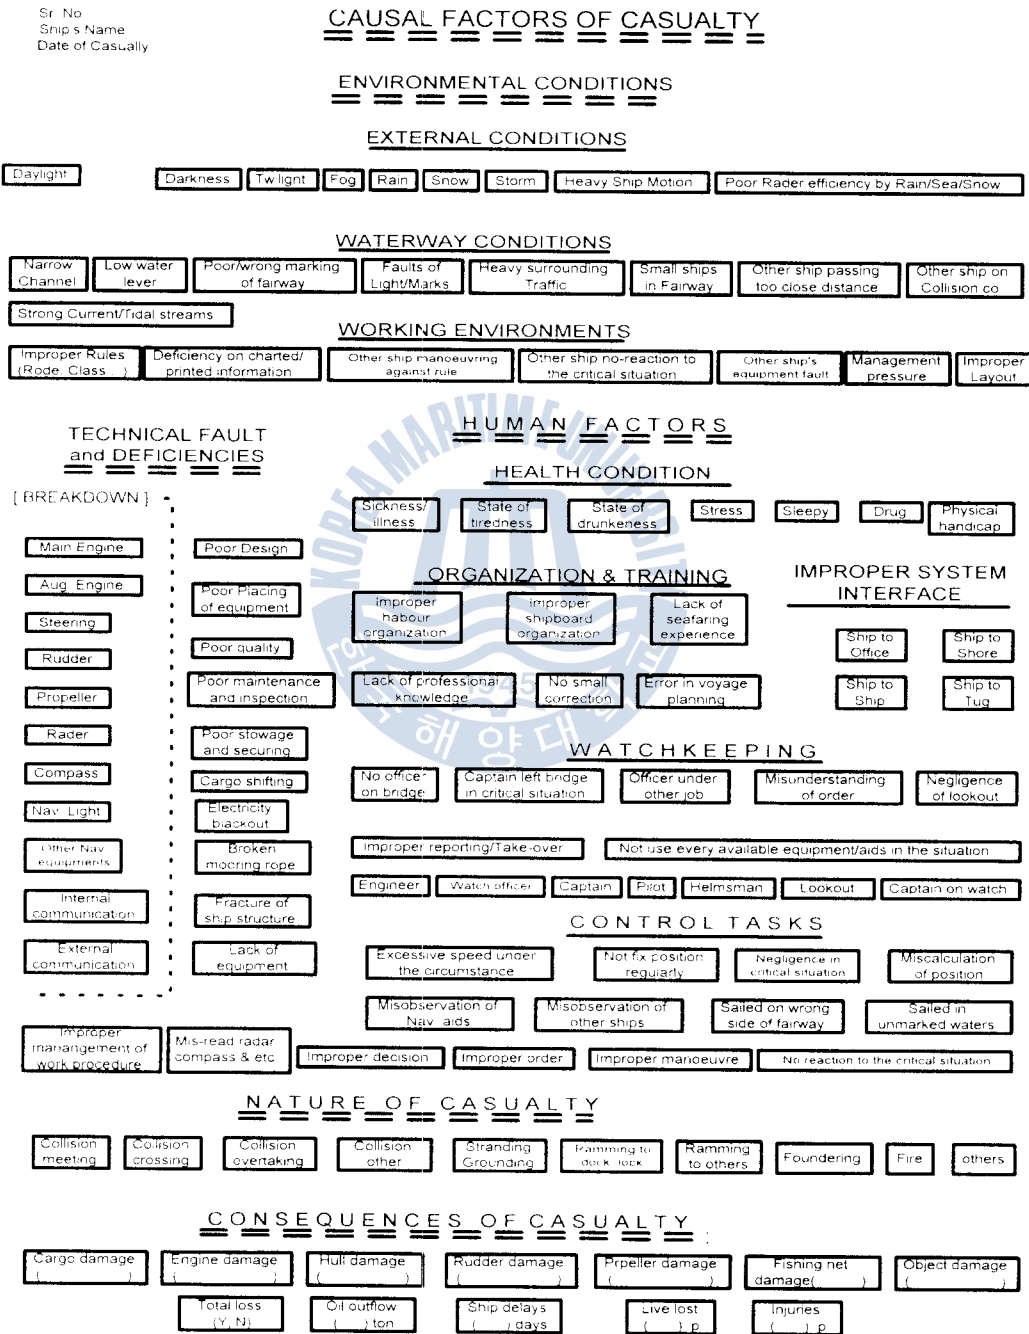 Sr. No
Ship s Name
Date of Casually
CAUSAL FACTORS OF CASUALTY
ENVIRONMENTAL CONDITIONS
EXTERNAL CONDITIONS
Daylight
Darkness
Twilight
Fog
Rain
Snow
Storm
Heavy Ship Motion
Poor Rader efficiency by Rain/Sea/Snow
WATERWAY CONDITIONS
Narrow
Channel
Low water
lever
Poor/wrong marking
of fairway
Faults of
Light/Marks
Heavy surrounding
Traffic
Small ships
in Fairway
Other ship passing
too close distance
Other ship on
Collision co
Strong Current/Tidal streams
WORKING ENVIRONMENTS
Improper Rules
(Rode. Class . . )
Deficiency on charted/
printed information
Other ship manoeuvring
against rule
Other ship no-reaction to
the critical situation
Other ship's
equipment fault
Management
pressure
Improper
Layout
TECHNICAL FAULT
and DEFICIENCIES
[ BREAKDOWN ]
Main Engine
Aug. Engine
Steering
Rudder
Propeller
Rader
Compass
Nav. Light
Other Nav
equipments
Internal
communication
External
communication
Poor Design
Poor Placing
of equipment
Poor quality
Poor maintenance
and inspection
Poor stowage
and securing
Cargo shifting
Electricity
blackout
Broken
mooring rope
Fracture of
ship structure
Lack of
equipment
HUMAN FACTORS
HEALTH CONDITION
Sickness/
illness
State of
tiredness
State of
drunkeness
Stress
Sleepy
Drug
Physical
handicap
ORGANIZATION & TRAINING
Improper
habour
organization
Improper
shipboard
organization
Lack of
seafaring
experience
Lack of professional
knowledge
No small
correction
Error in voyage
planning
IMPROPER SYSTEM
INTERFACE
Ship to
Office
Ship to
Shore
Ship to
Ship
Ship to
Tug
WATCHKEEPING
No officer
on bridge
Captain left bridge
in critical situation
Officer under
other job
Misunderstanding
of order
Negligence
of lookout
Improper reporting/Take-over
Not use every available equipment/aids in the situation
Engineer
Watch officer
Captain
Pilot
Helmsman
Lookout
Captain on watch
CONTROL TASKS
Excessive speed under
the circumstance
Not fix position
regularly
Negligence in
critical situation
Miscalculation
of position
Misobservation of
Nav. aids
Misobservation of
other ships
Sailed on wrong
side of fairway
Sailed in
unmarked waters
Improper
manangement of
work procedure
Mis-read radar
compass & etc
Improper decision
Improper order
Improper manoeuvre
No reaction to the critical situation
NATURE OF CASUALTY
Collision
meeting
Collision
crossing
Collision
overtaking
Collision
other
Stranding
Grounding
Ramming to
dock lock
Ramming
to others
Foundering
Fire
others
CONSEQUENCES OF CASUALTY
Cargo damage
( )
Engine damage
( )
Hull damage
( )
Rudder damage
( )
Prpeller damage
( )
Fishing net
damage( )
Object damage
( )
Total loss
(Y, N)
Oil outflow
( ) ton
Ship delays
( ) days
Live lost
( ) p
Injuries
( ) p
KOREA MARITIME UNIVERSITY
1945
한국해양대학교